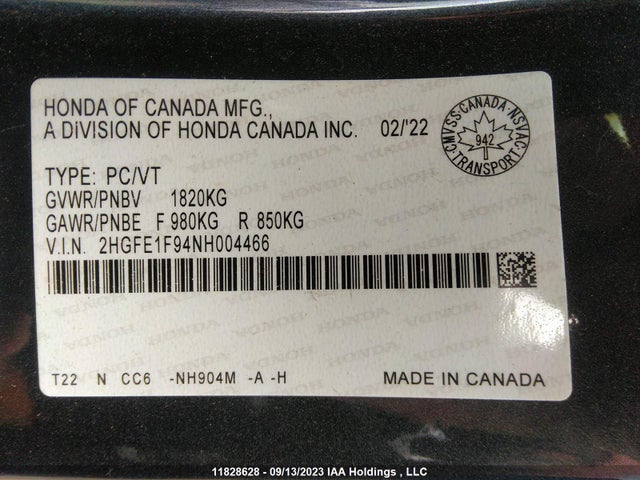 HONDA OF CANADA MFG.,
A DIVISION OF HONDA CANADA INC. 02/'22
CMVSS·CANADA·NSVAC
942
·TRANSPORT·
TYPE: PC/VT
GVWR/PNBV 1820KG
GAWR/PNBE F 980KG R 850KG
V.I.N. 2HGFE1F94NH004466
T22 N CC6 -NH904M -A -H
MADE IN CANADA
11828628 - 09/13/2023 IAA Holdings , LLC